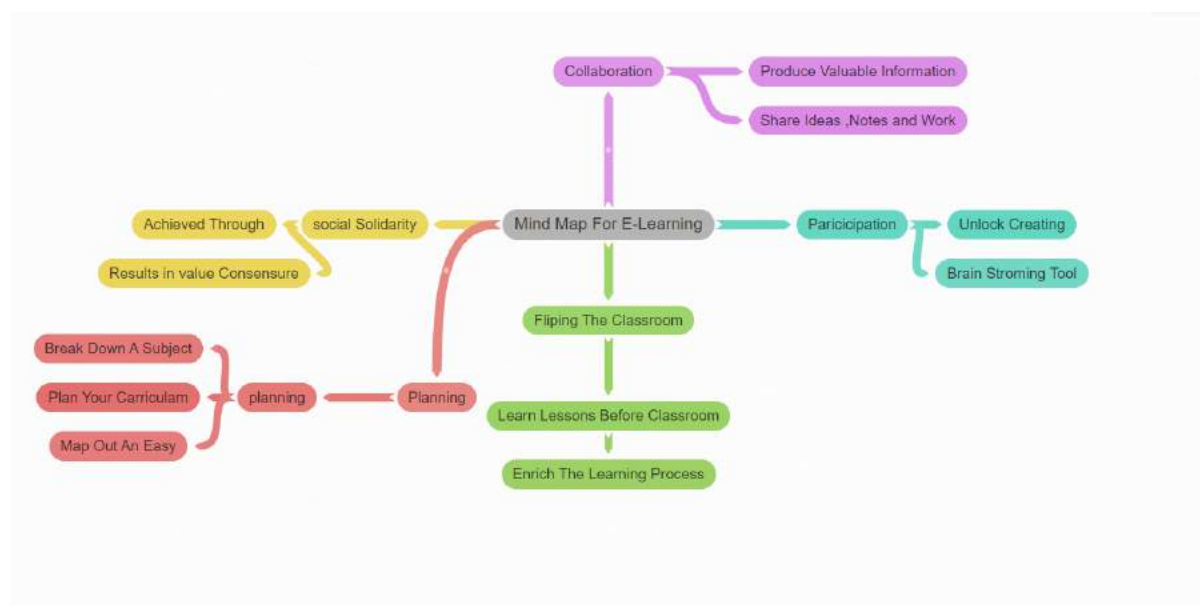 Collaboration
Produce Valuable Information
Share Ideas ,Notes and Work
Achieved Through
social Solidarity
Mind Map For E-Learning
Paricicipation
Unlock Creating
Results in value Consensure
Brain Stroming Tool
Fliping The Classroom
Break Down A Subject
Plan Your Carriculam
planning
Planning
Map Out An Easy
Learn Lessons Before Classroom
Enrich The Learning Process